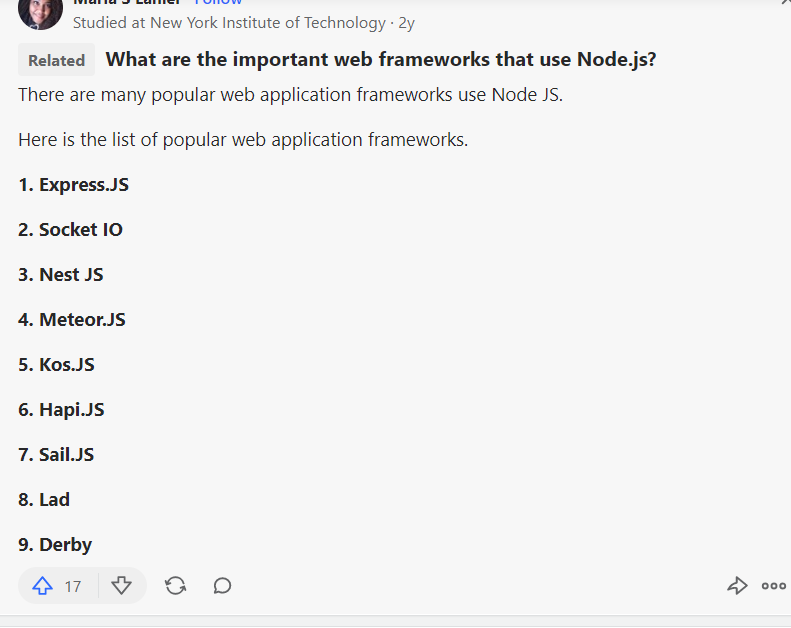 Maria S Lanier Follow
Studied at New York Institute of Technology · 2y
Related What are the important web frameworks that use Node.js?
There are many popular web application frameworks use Node JS.
Here is the list of popular web application frameworks.
1. Express.JS
2. Socket IO
3. Nest JS
4. Meteor.JS
5. Kos.JS
6. Hapi.JS
7. Sail.JS
8. Lad
9. Derby
17